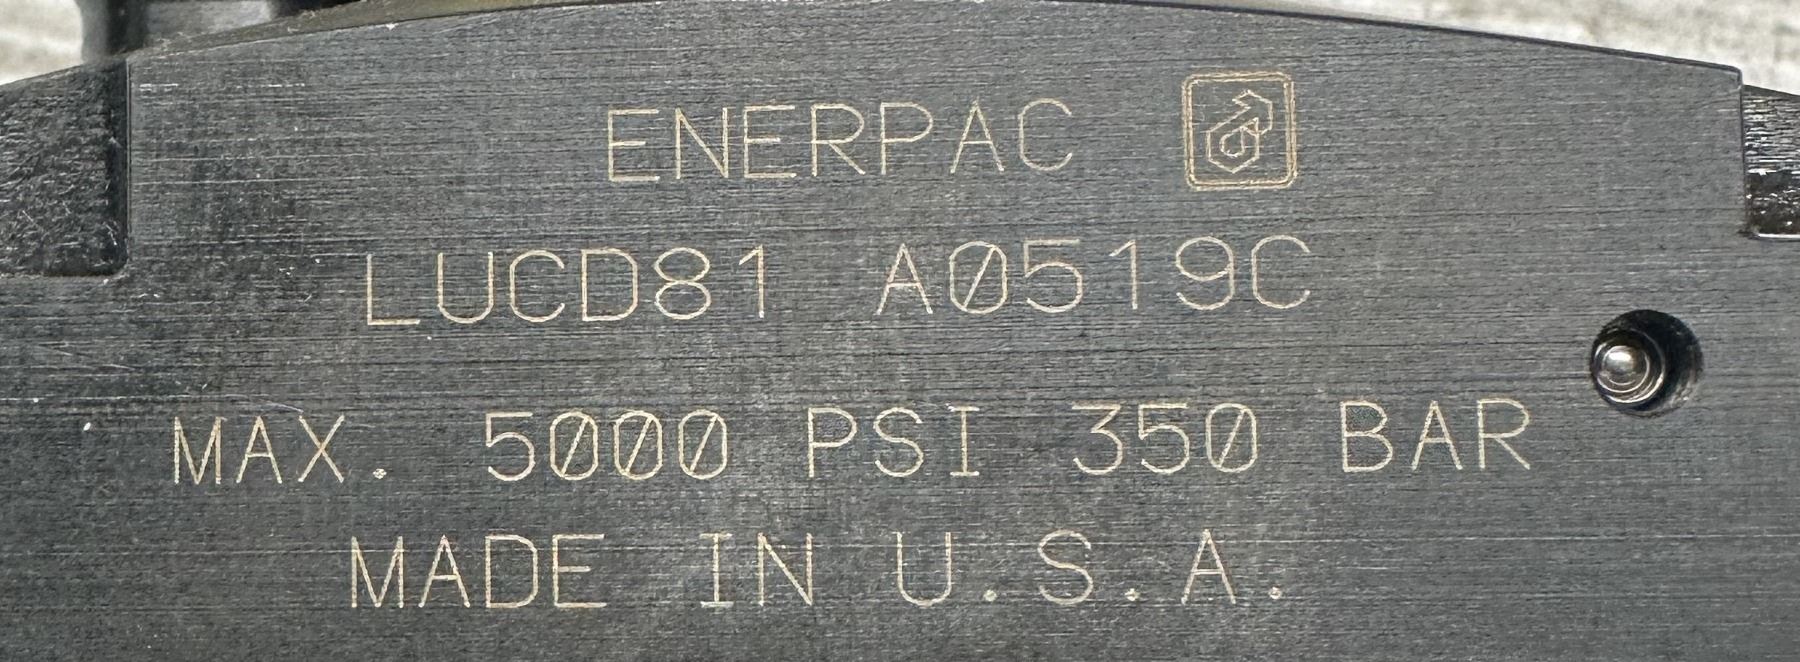 ENERPAC
LUCD81 A0519C
MAX. 5000 PSI 350 BAR
MADE IN U.S.A.